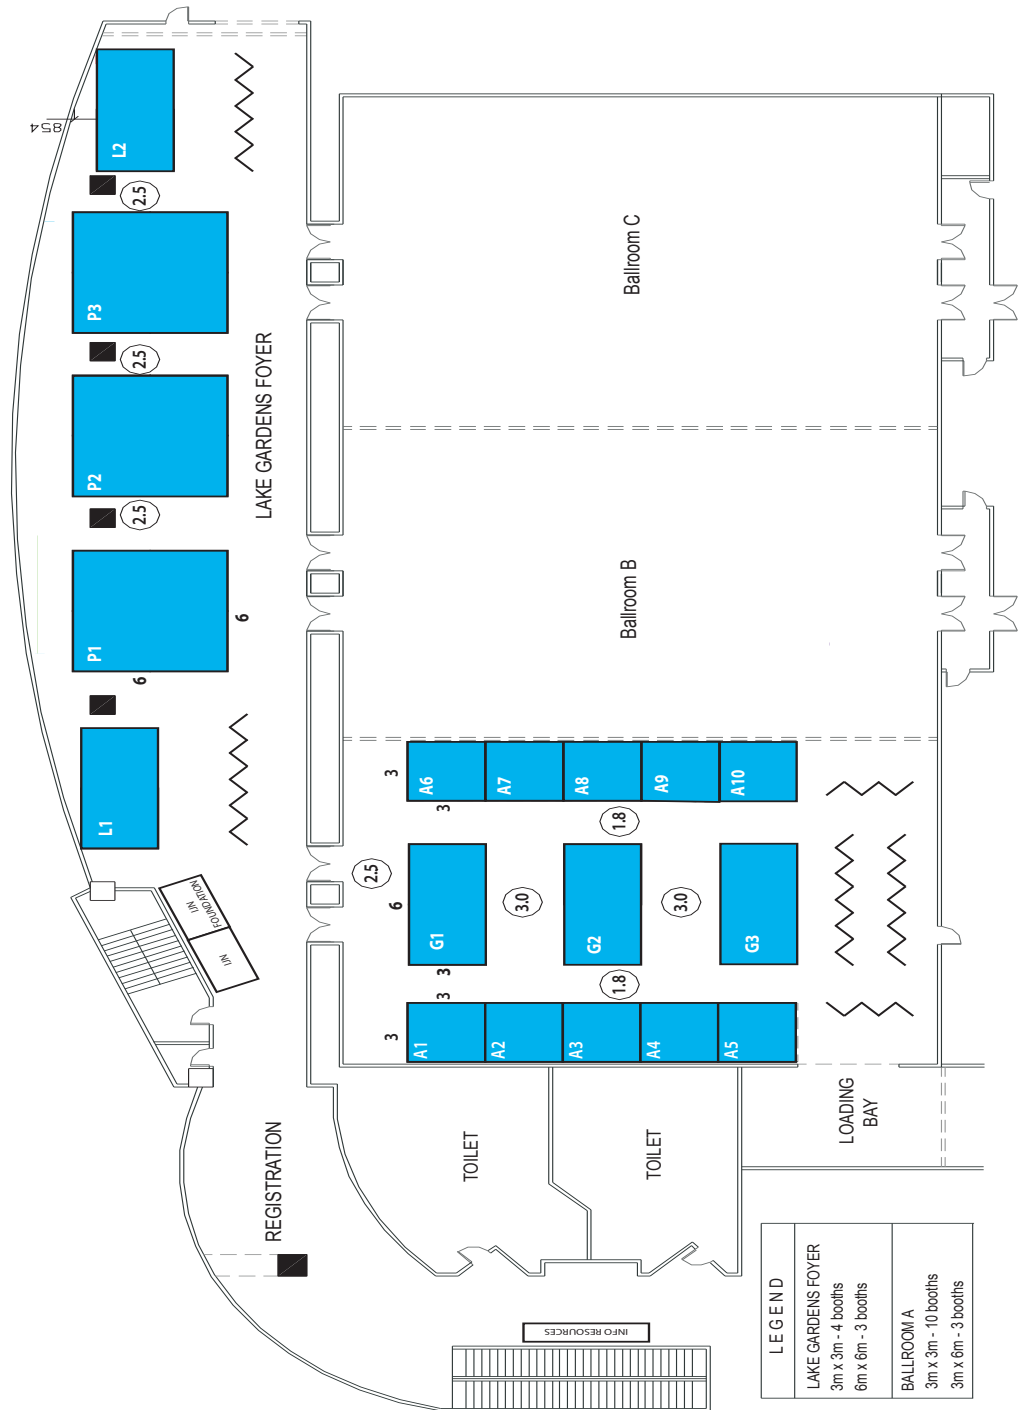 854
L2
2.5
P3
2.5
P2
2.5
P1
6
6
L1
LAKE GARDENS FOYER
IJN
FOUNDATION
IJN
REGISTRATION
Ballroom C
Ballroom B
3
3
A6
A7
A8
A9
A10
1.8
2.5
6
G1
3
3.0
G2
3.0
G3
1.8
3
3
A1
A2
A3
A4
A5
TOILET
TOILET
LOADING
BAY
INFO RESOURCES
LEGEND
LAKE GARDENS FOYER
3m x 3m - 4 booths
6m x 6m - 3 booths
BALLROOM A
3m x 3m - 10 booths
3m x 6m - 3 booths